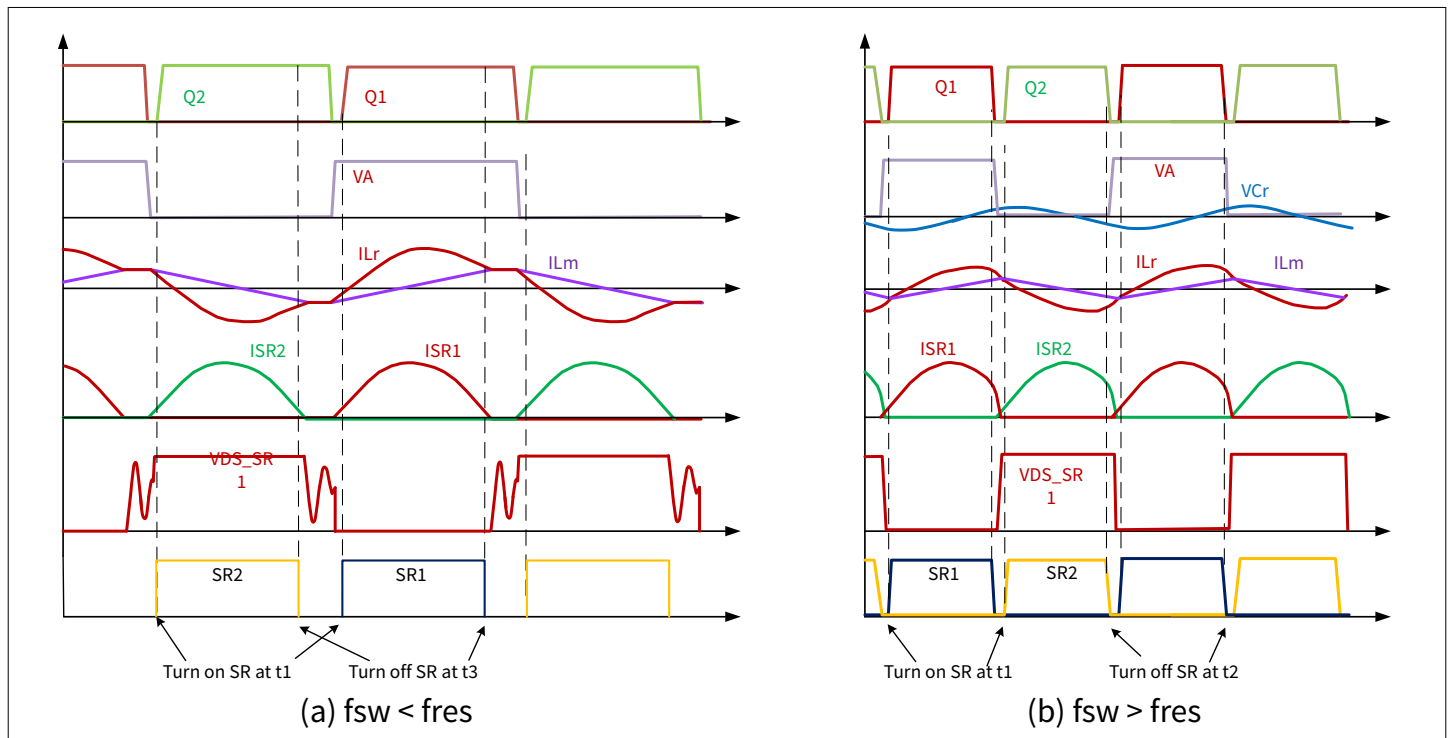 Q2
Q1
VA
ILr
ILm
ISR2
ISR1
VDS_SR
1
SR2
SR1
Turn on SR at t1
Turn off SR at t3
(a) fsw < fres
Q1
Q2
VA
VCr
ILr
ILm
ISR1
ISR2
VDS_SR
1
SR1
SR2
Turn on SR at t1
Turn off SR at t2
(b) fsw > fres